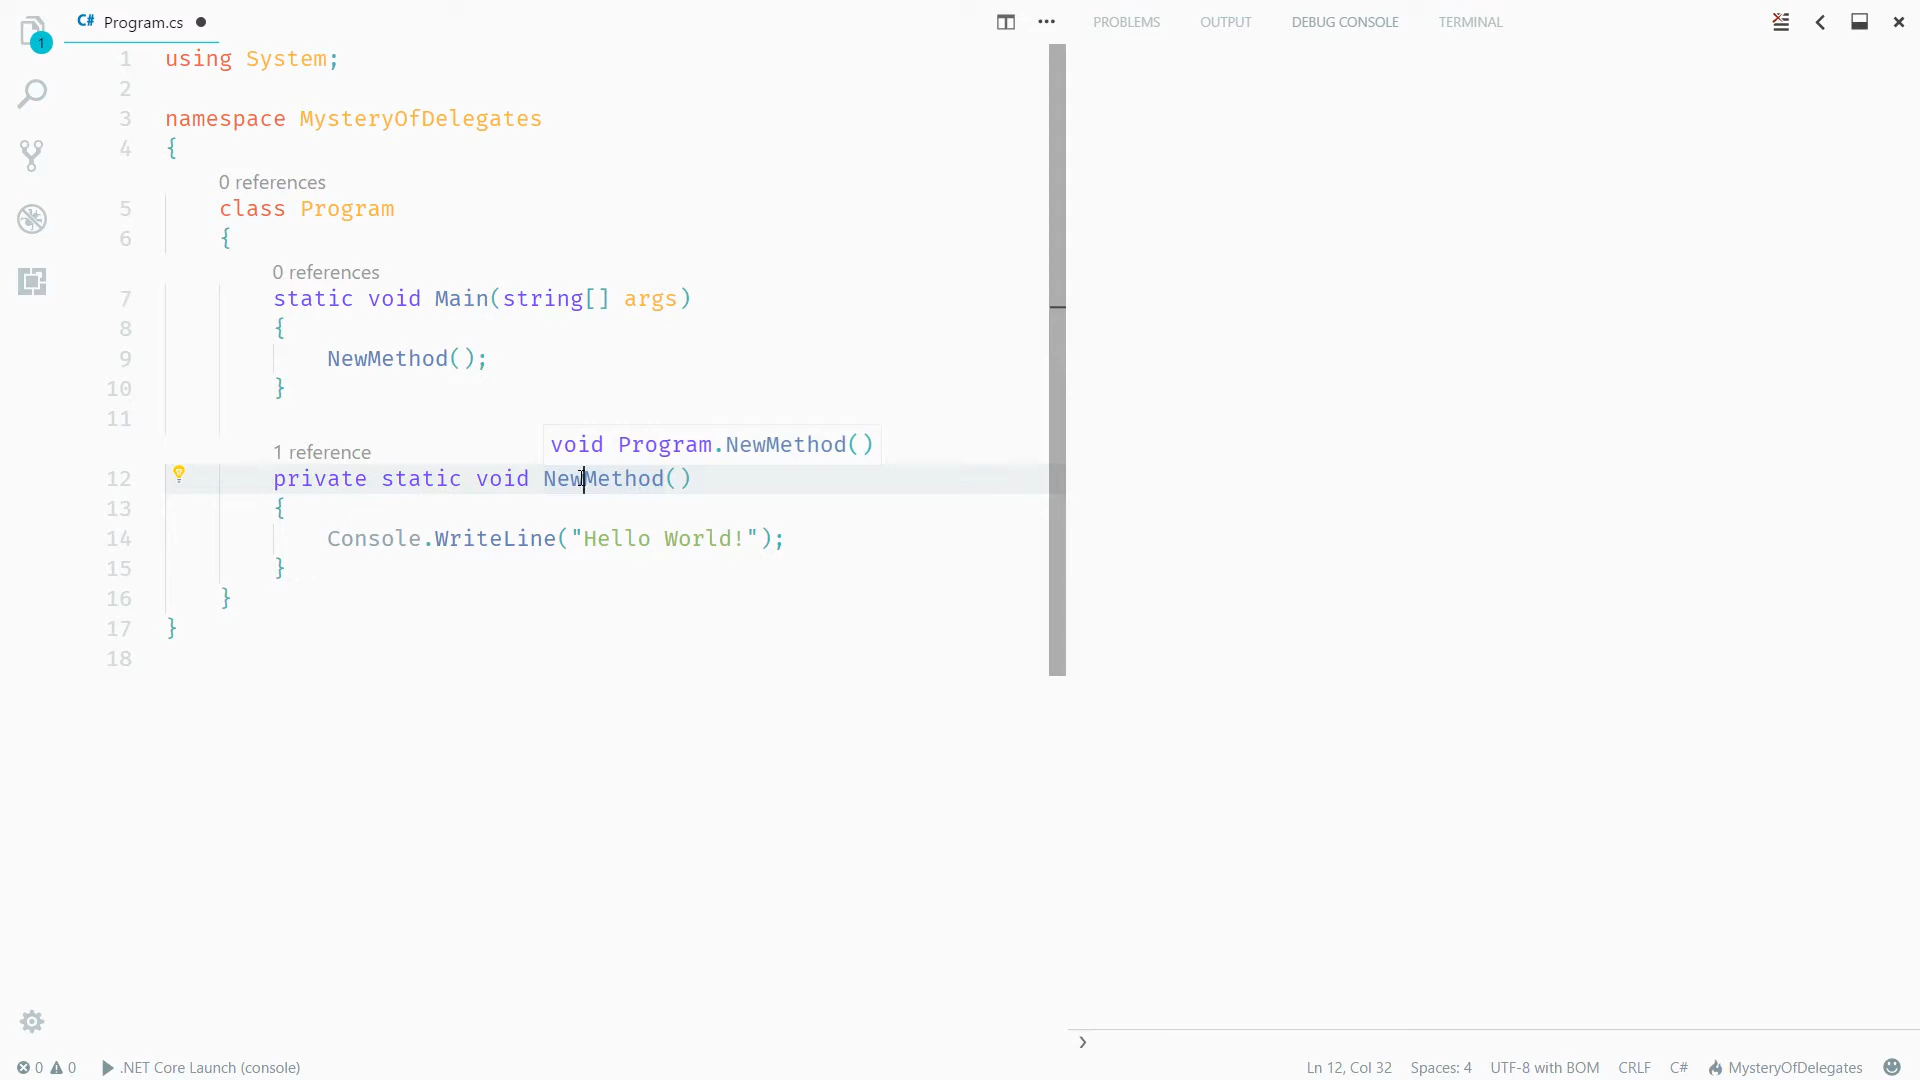 C# Program.cs ●
PROBLEMS OUTPUT DEBUG CONSOLE TERMINAL
1
1 using System;
2
3 namespace MysteryOfDelegates
4 {
0 references
5 class Program
6 {
0 references
7 static void Main(string[] args)
8 {
9 NewMethod();
10 }
11
void Program.NewMethod()
1 reference
12 private static void NewMethod()
13 {
14 Console.WriteLine("Hello World!");
15 }
16 }
17 }
18
0 0 .NET Core Launch (console) Ln 12, Col 32 Spaces: 4 UTF-8 with BOM CRLF C# MysteryOfDelegates